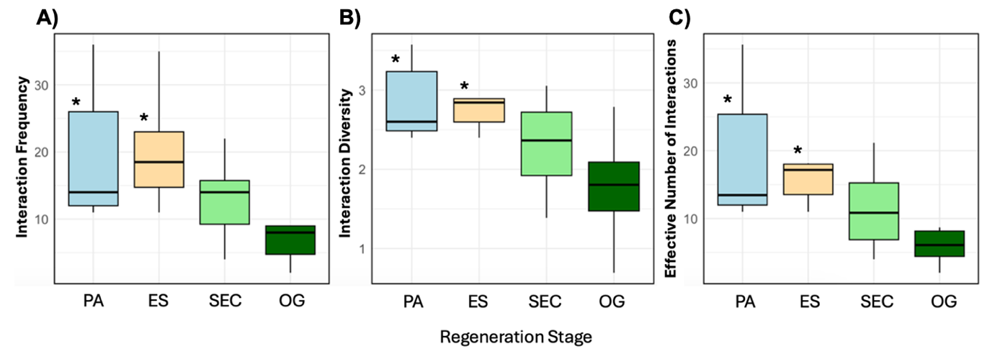 A)
Interaction Frequency
30
20
10
*
*
PA ES SEC OG
B)
Interaction Diversity
3
2
1
*
*
PA ES SEC OG
C)
Effective Number of Interactions
30
20
10
*
*
PA ES SEC OG
Regeneration Stage